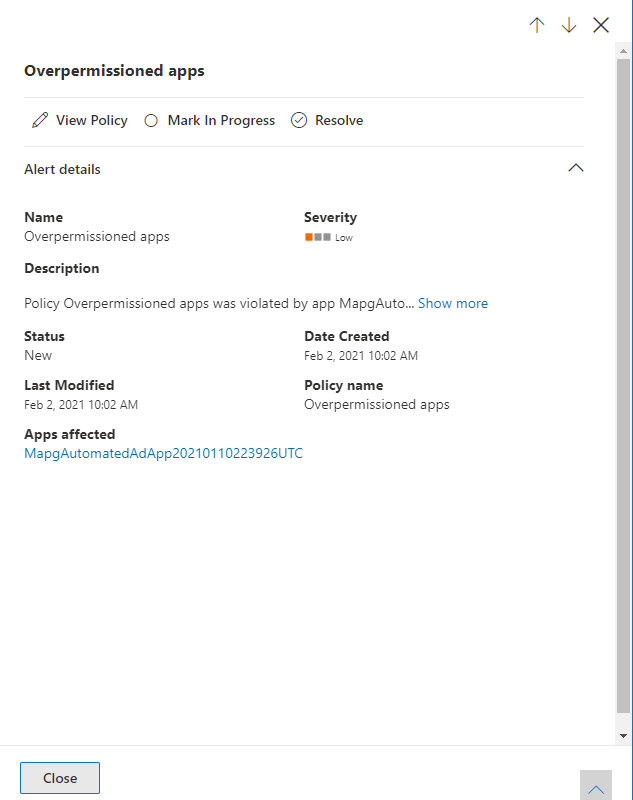 Overpermissioned apps
View Policy Mark In Progress Resolve
Alert details
Name Severity
Overpermissioned apps Low
Description
Policy Overpermissioned apps was violated by app MapgAuto... Show more
Status Date Created
New Feb 2, 2021 10:02 AM
Last Modified Policy name
Feb 2, 2021 10:02 AM Overpermissioned apps
Apps affected
MapgAutomatedAdApp20210110223926UTC
Close